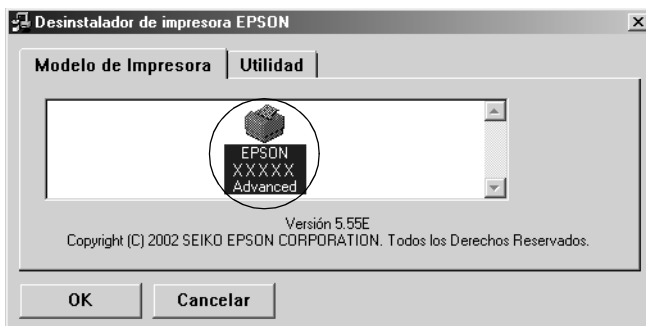 Desinstalador de impresora EPSON
Modelo de Impresora
Utilidad
EPSON
XXXXX
Advanced
Versión 5.55E
Copyright (C) 2002 SEIKO EPSON CORPORATION. Todos los Derechos Reservados.
OK
Cancelar